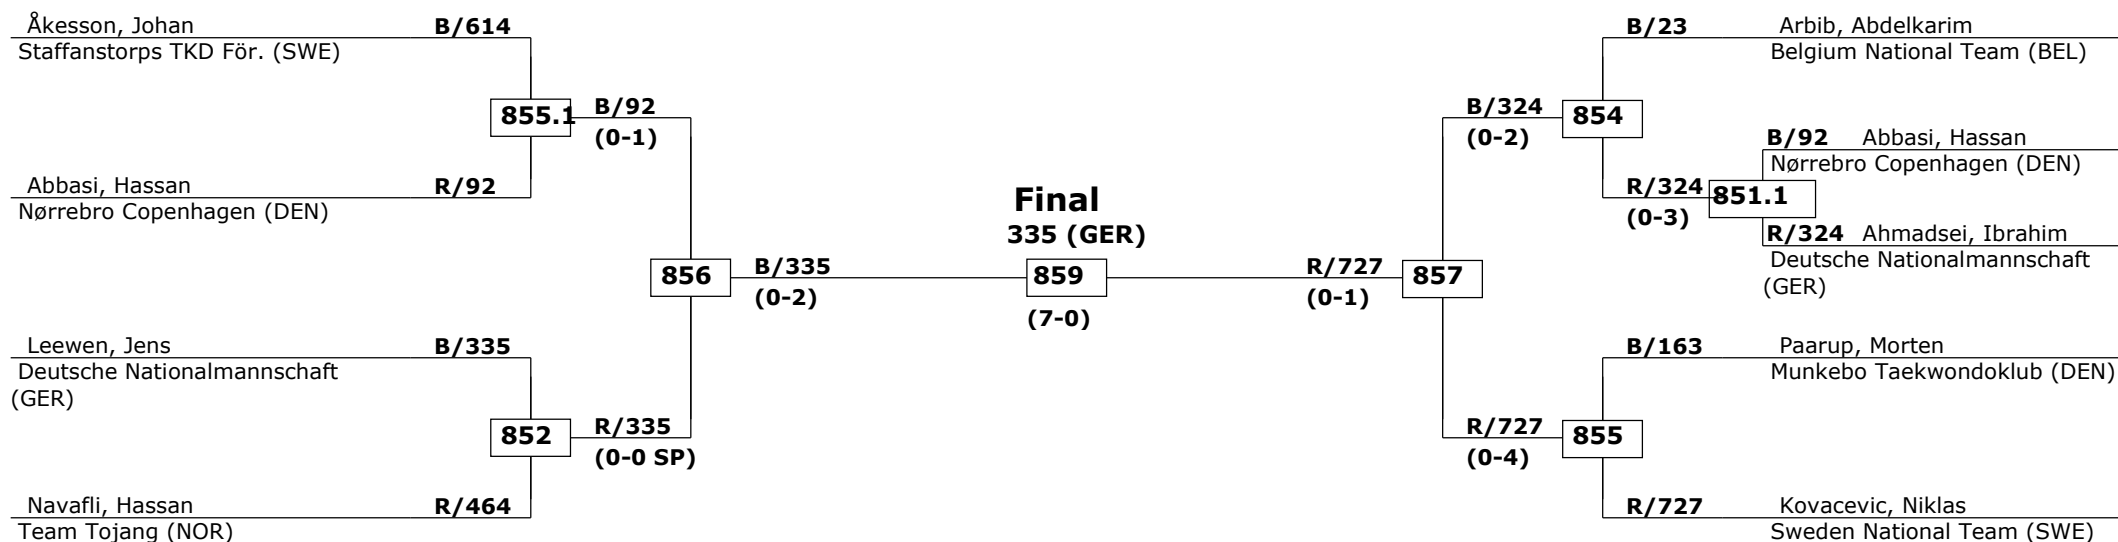 Åkesson, Johan B/614
Staffanstorps TKD För. (SWE)
855.1 B/92
(0-1)
Abbasi, Hassan R/92
Nørrebro Copenhagen (DEN)
856 B/335
(0-2)
Leewen, Jens B/335
Deutsche Nationalmannschaft
(GER)
852 R/335
(0-0 SP)
Navafli, Hassan R/464
Team Tojang (NOR)
Final
335 (GER)
859
(7-0)
B/23 Arbib, Abdelkarim
Belgium National Team (BEL)
B/324 854
(0-2)
B/92 Abbasi, Hassan
Nørrebro Copenhagen (DEN)
R/324 851.1
(0-3)
R/324 Ahmadsei, Ibrahim
Deutsche Nationalmannschaft
(GER)
R/727 857
(0-1)
B/163 Paarup, Morten
Munkebo Taekwondoklub (DEN)
R/727 855
(0-4)
R/727 Kovacevic, Niklas
Sweden National Team (SWE)